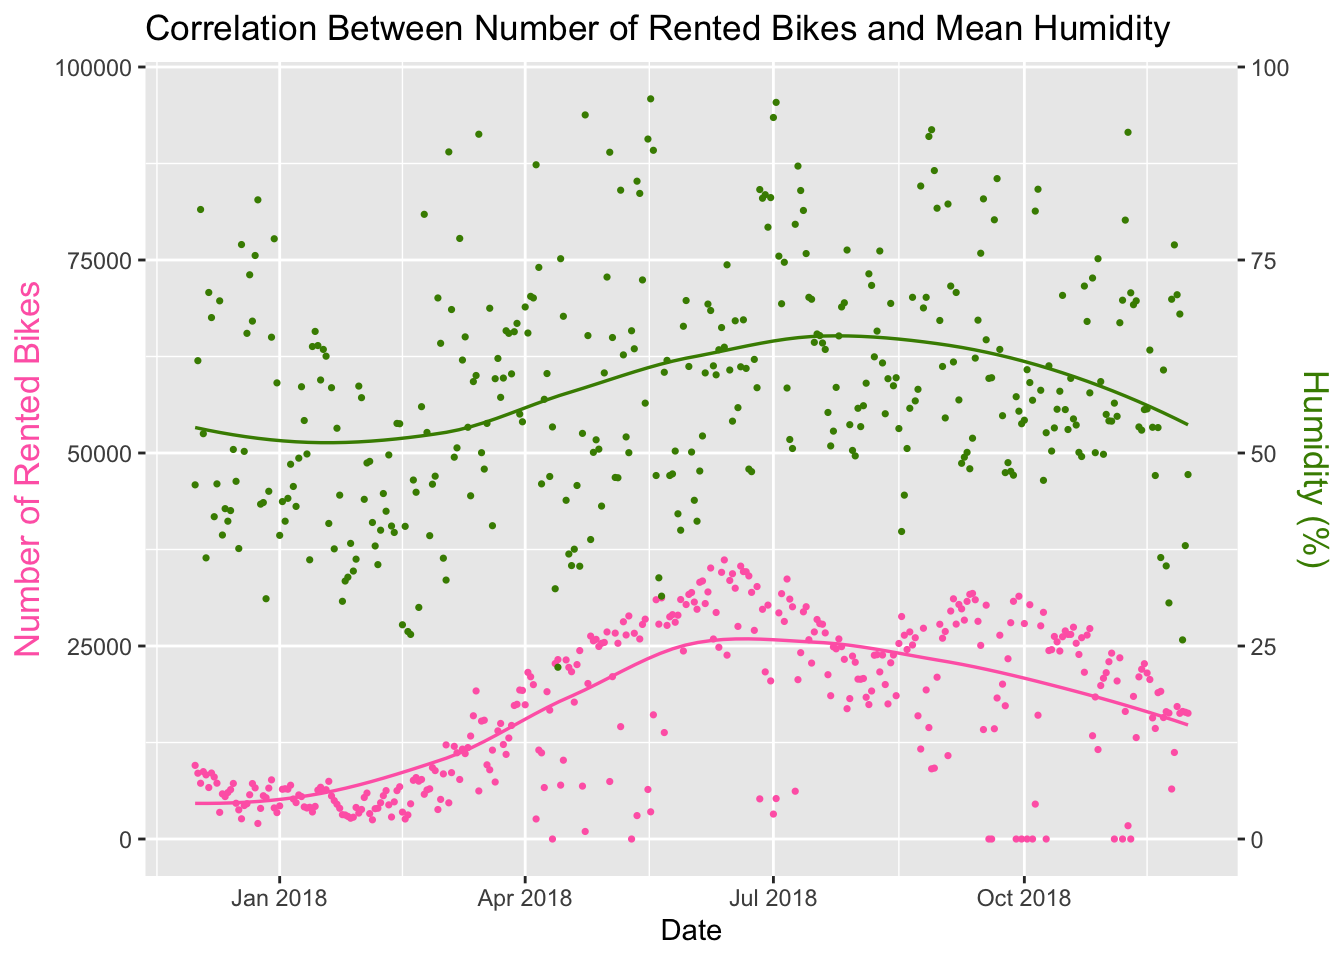 Correlation Between Number of Rented Bikes and Mean Humidity
100000
75000
50000
25000
0
Number of Rented Bikes
100
75
50
25
0
Humidity (%)
Jan 2018
Apr 2018
Jul 2018
Oct 2018
Date